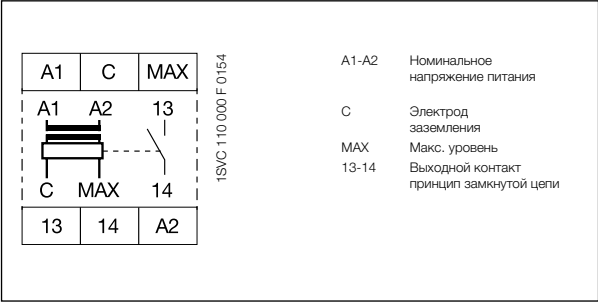 A1 C MAX
A1 A2 13
C MAX 14
13 14 A2
1SVC 110 000 F 0154
A1-A2 Номинальное
напряжение питания
C Электрод
заземления
MAX Макс. уровень
13-14 Выходной контакт
принцип замкнутой цепи